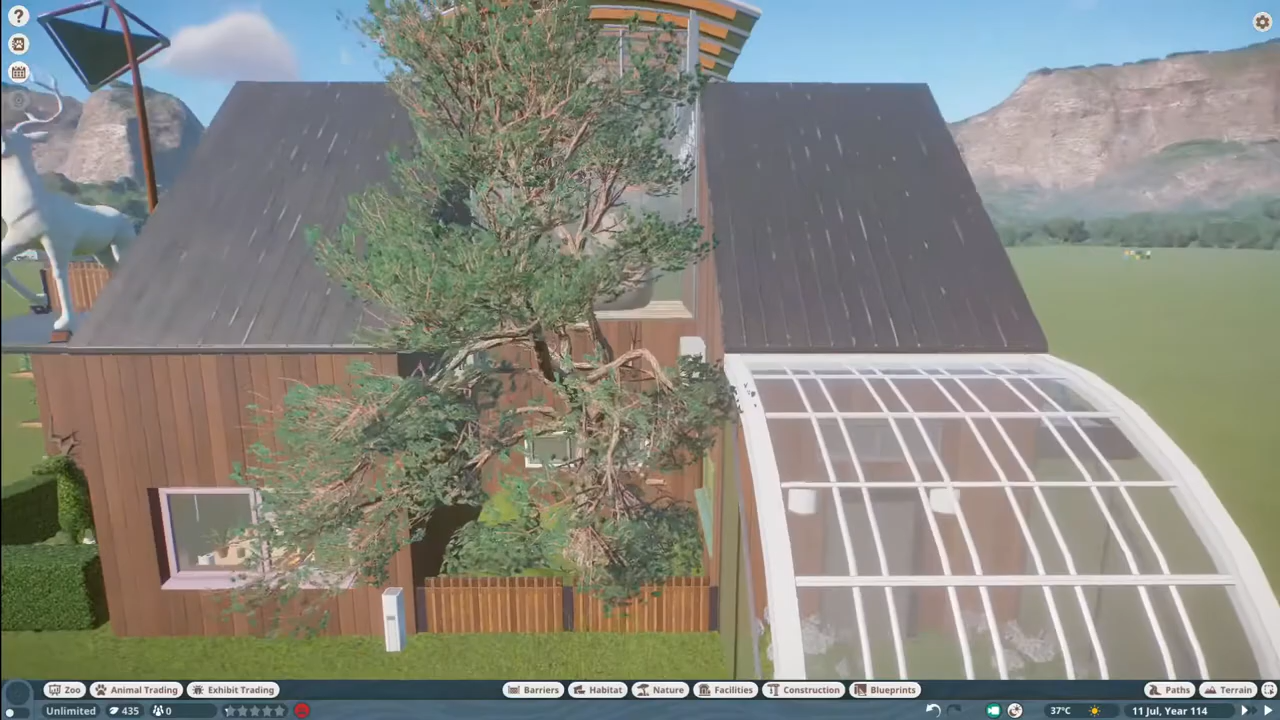 ?
Zoo
Animal Trading
Exhibit Trading
Barriers
Habitat
Nature
Facilities
Construction
Blueprints
Paths
Terrain
Unlimited
435
0
37°C
11 Jul, Year 114